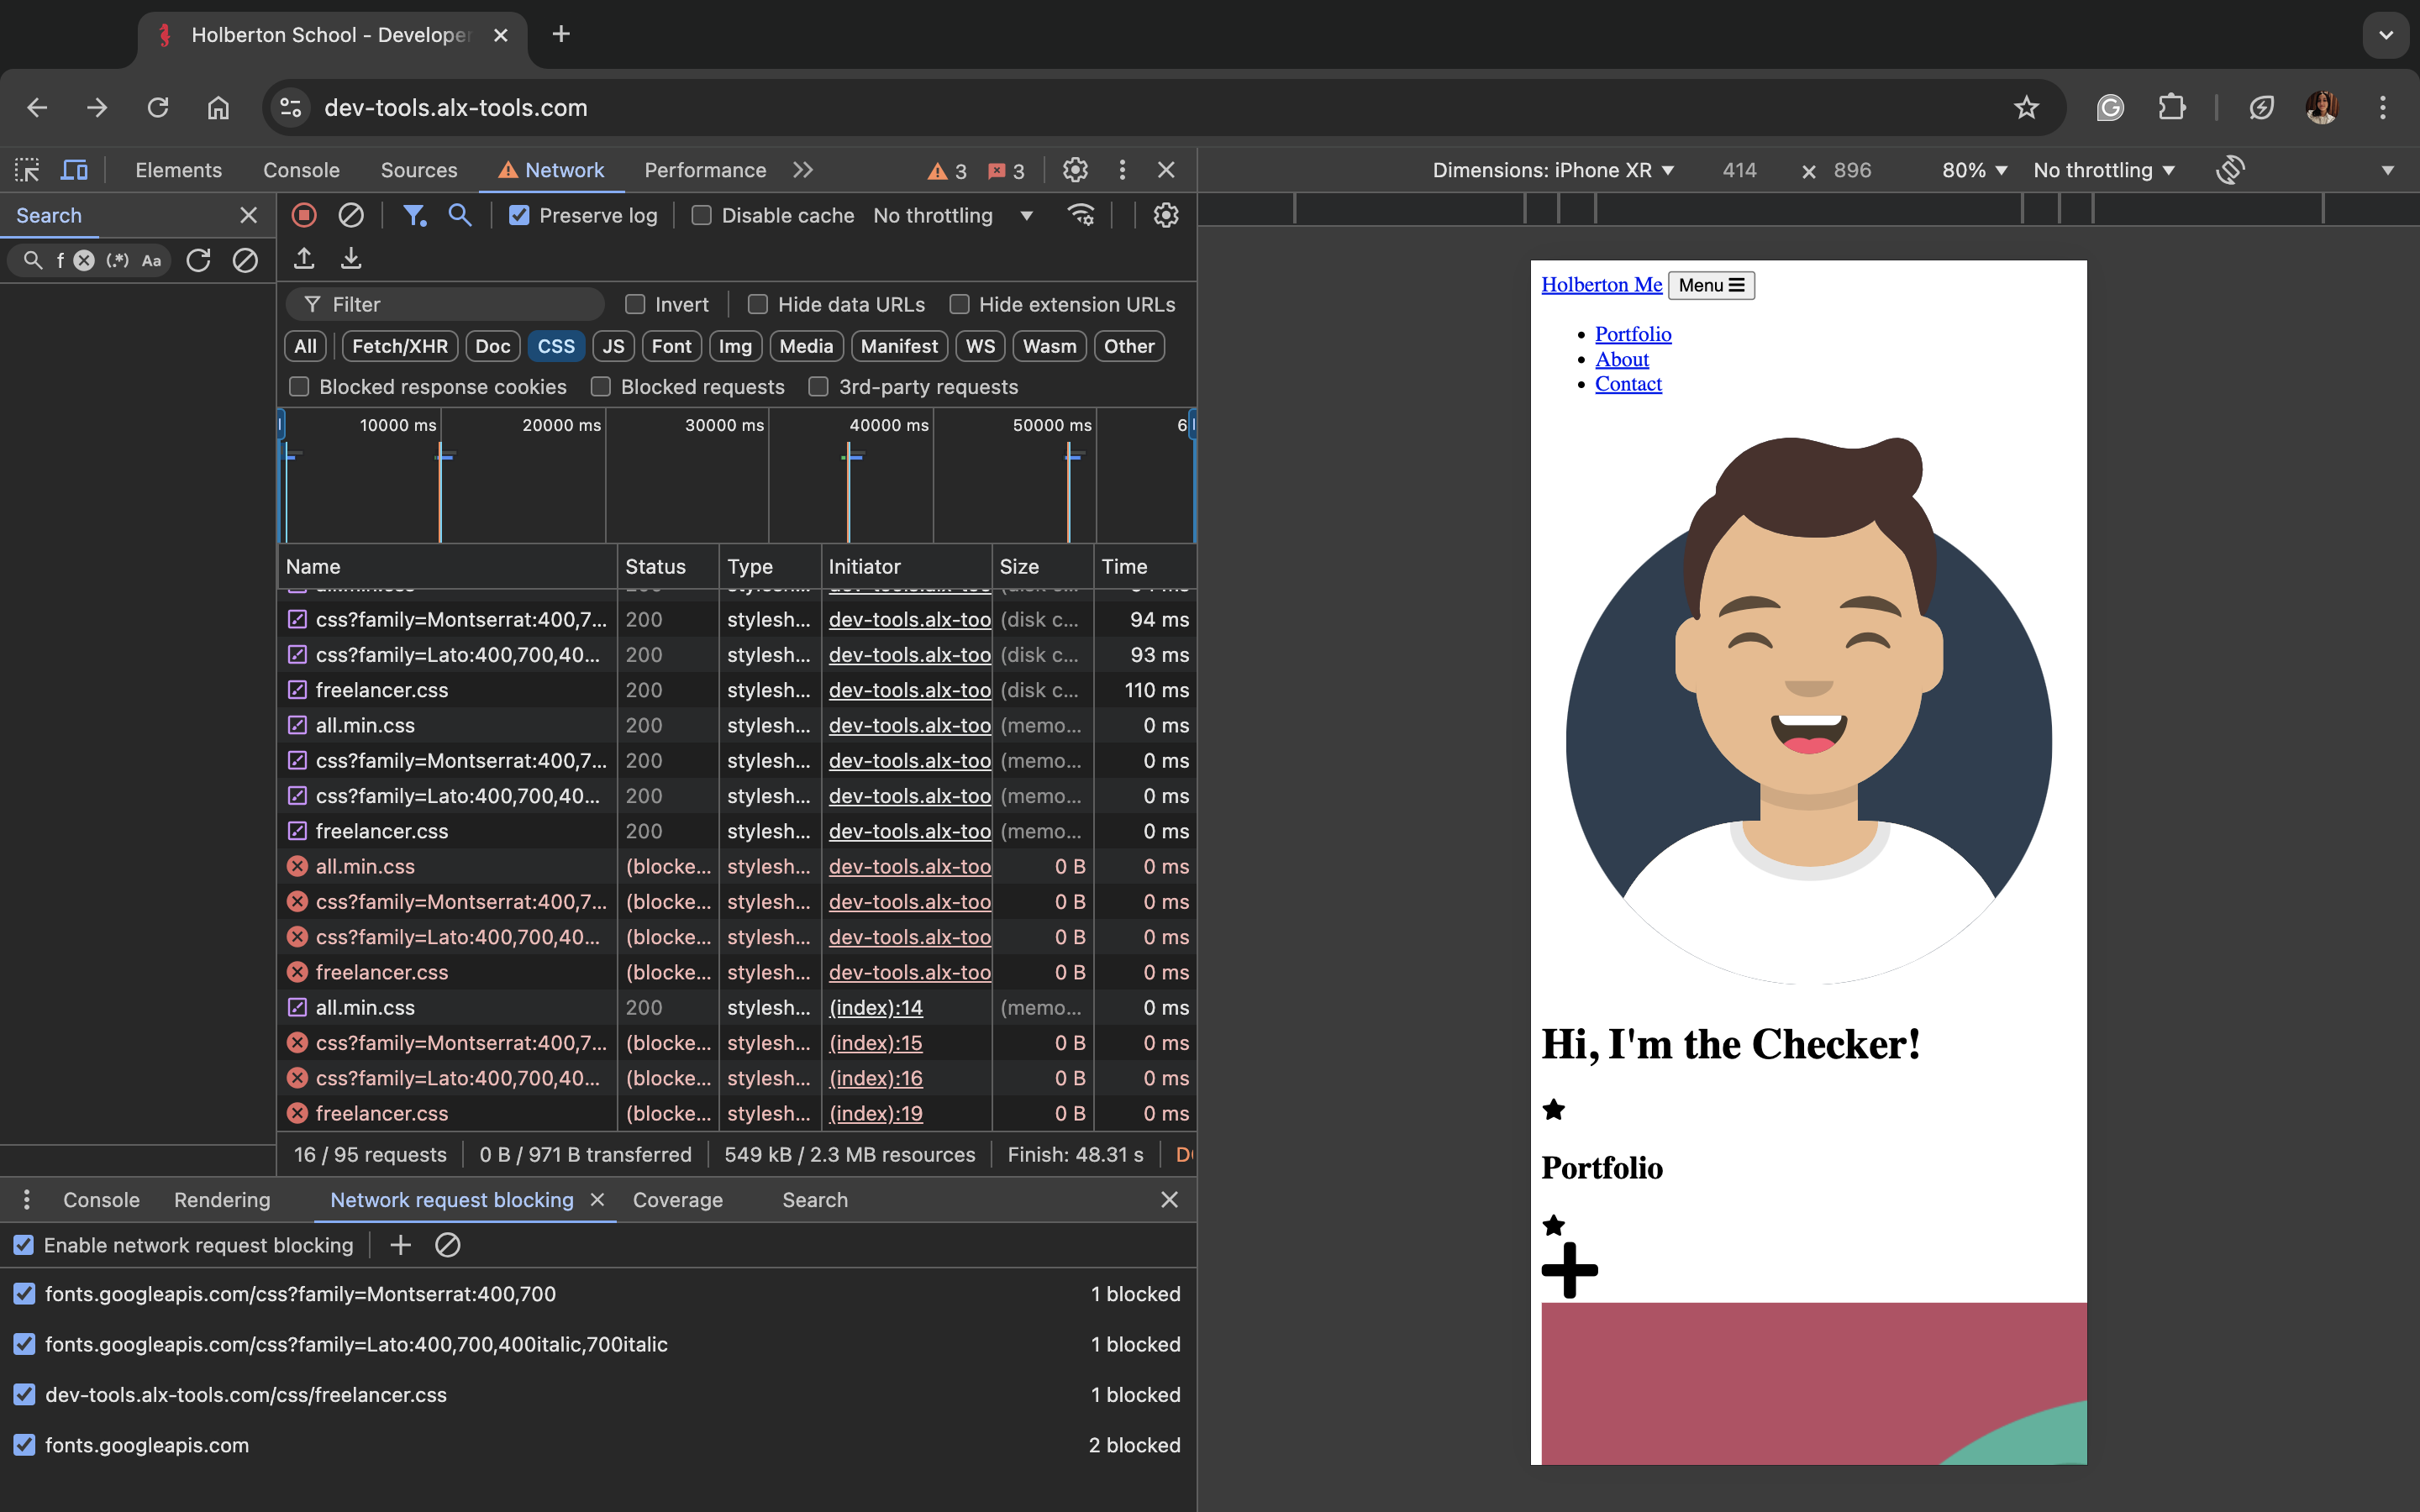 Holberton School - Developer
dev-tools.alx-tools.com
Elements Console Sources Network Performance 3 3
Dimensions: iPhone XR 414 × 896 80% No throttling
Search
Preserve log Disable cache No throttling
f (.*) Aa
Filter Invert Hide data URLs Hide extension URLs
All Fetch/XHR Doc CSS JS Font Img Media Manifest WS Wasm Other
Blocked response cookies Blocked requests 3rd-party requests
10000 ms 20000 ms 30000 ms 40000 ms 50000 ms 6
Name Status Type Initiator Size Time
css?family=Montserrat:400,7... 200 stylesh... dev-tools.alx-too (disk c... 94 ms
css?family=Lato:400,700,40... 200 stylesh... dev-tools.alx-too (disk c... 93 ms
freelancer.css 200 stylesh... dev-tools.alx-too (disk c... 110 ms
all.min.css 200 stylesh... dev-tools.alx-too (memo... 0 ms
css?family=Montserrat:400,7... 200 stylesh... dev-tools.alx-too (memo... 0 ms
css?family=Lato:400,700,40... 200 stylesh... dev-tools.alx-too (memo... 0 ms
freelancer.css 200 stylesh... dev-tools.alx-too (memo... 0 ms
all.min.css (blocke... stylesh... dev-tools.alx-too 0 B 0 ms
css?family=Montserrat:400,7... (blocke... stylesh... dev-tools.alx-too 0 B 0 ms
css?family=Lato:400,700,40... (blocke... stylesh... dev-tools.alx-too 0 B 0 ms
freelancer.css (blocke... stylesh... dev-tools.alx-too 0 B 0 ms
all.min.css 200 stylesh... (index):14 (memo... 0 ms
css?family=Montserrat:400,7... (blocke... stylesh... (index):15 0 B 0 ms
css?family=Lato:400,700,40... (blocke... stylesh... (index):16 0 B 0 ms
freelancer.css (blocke... stylesh... (index):19 0 B 0 ms
16 / 95 requests 0 B / 971 B transferred 549 kB / 2.3 MB resources Finish: 48.31 s
Console Rendering Network request blocking Coverage Search
Enable network request blocking
fonts.googleapis.com/css?family=Montserrat:400,700 1 blocked
fonts.googleapis.com/css?family=Lato:400,700,400italic,700italic 1 blocked
dev-tools.alx-tools.com/css/freelancer.css 1 blocked
fonts.googleapis.com 2 blocked
Holberton Me Menu
Portfolio
About
Contact
Hi, I'm the Checker!
Portfolio